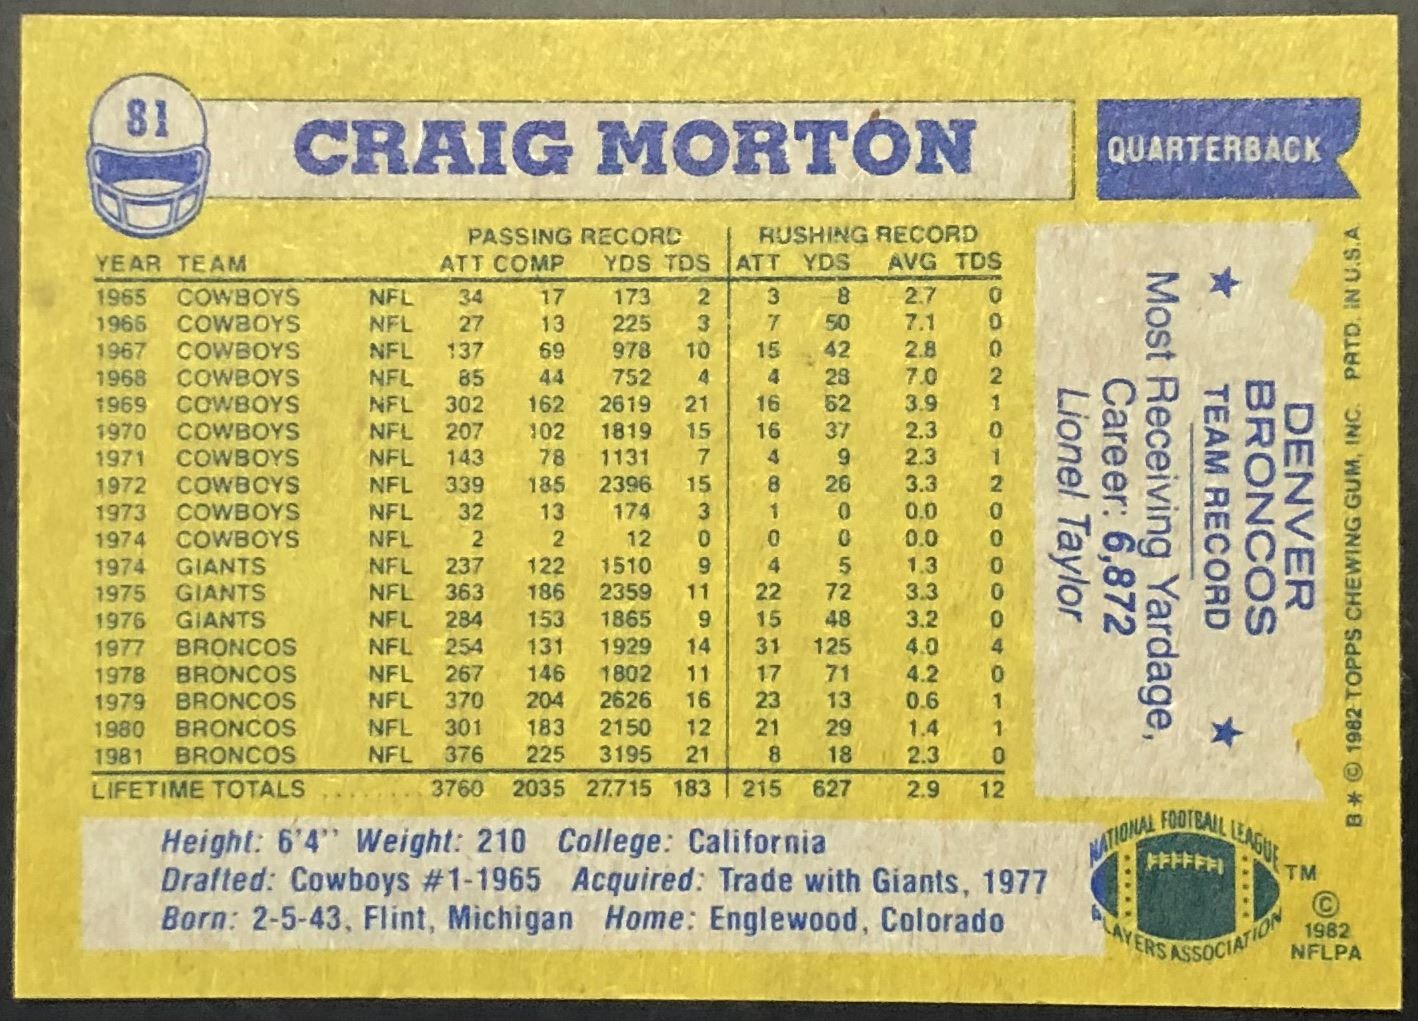 81
CRAIG MORTON
QUARTERBACK
PASSING RECORD RUSHING RECORD
YEAR TEAM ATT COMP YDS TDS ATT YDS AVG TDS
1965 COWBOYS NFL 34 17 173 2 3 8 2.7 0
1966 COWBOYS NFL 27 13 225 3 7 50 7.1 0
1967 COWBOYS NFL 137 69 978 10 15 42 2.8 0
1968 COWBOYS NFL 85 44 752 4 4 28 7.0 2
1969 COWBOYS NFL 302 162 2619 21 16 62 3.9 1
1970 COWBOYS NFL 207 102 1819 15 16 37 2.3 0
1971 COWBOYS NFL 143 78 1131 7 4 9 2.3 1
1972 COWBOYS NFL 339 185 2396 15 8 26 3.3 2
1973 COWBOYS NFL 32 13 174 3 1 0 0.0 0
1974 COWBOYS NFL 2 2 12 0 0 0 0.0 0
1974 GIANTS NFL 237 122 1510 9 4 5 1.3 0
1975 GIANTS NFL 363 186 2359 11 22 72 3.3 0
1976 GIANTS NFL 284 153 1865 9 15 48 3.2 0
1977 BRONCOS NFL 254 131 1929 14 31 125 4.0 4
1978 BRONCOS NFL 267 146 1802 11 17 71 4.2 0
1979 BRONCOS NFL 370 204 2626 16 23 13 0.6 1
1980 BRONCOS NFL 301 183 2150 12 21 29 1.4 1
1981 BRONCOS NFL 376 225 3195 21 8 18 2.3 0
LIFETIME TOTALS ........ 3760 2035 27,715 183 215 627 2.9 12
Height: 6'4" Weight: 210 College: California
Drafted: Cowboys #1-1965 Acquired: Trade with Giants, 1977
Born: 2-5-43, Flint, Michigan Home: Englewood, Colorado
DENVER
BRONCOS
TEAM RECORD
Most Receiving Yardage,
Career: 6,872
Lionel Taylor
B* © 1982 TOPPS CHEWING GUM, INC. PRTD. IN U.S.A
NATIONAL FOOTBALL LEAGUE
PLAYERS ASSOCIATION
TM
©
1982
NFLPA